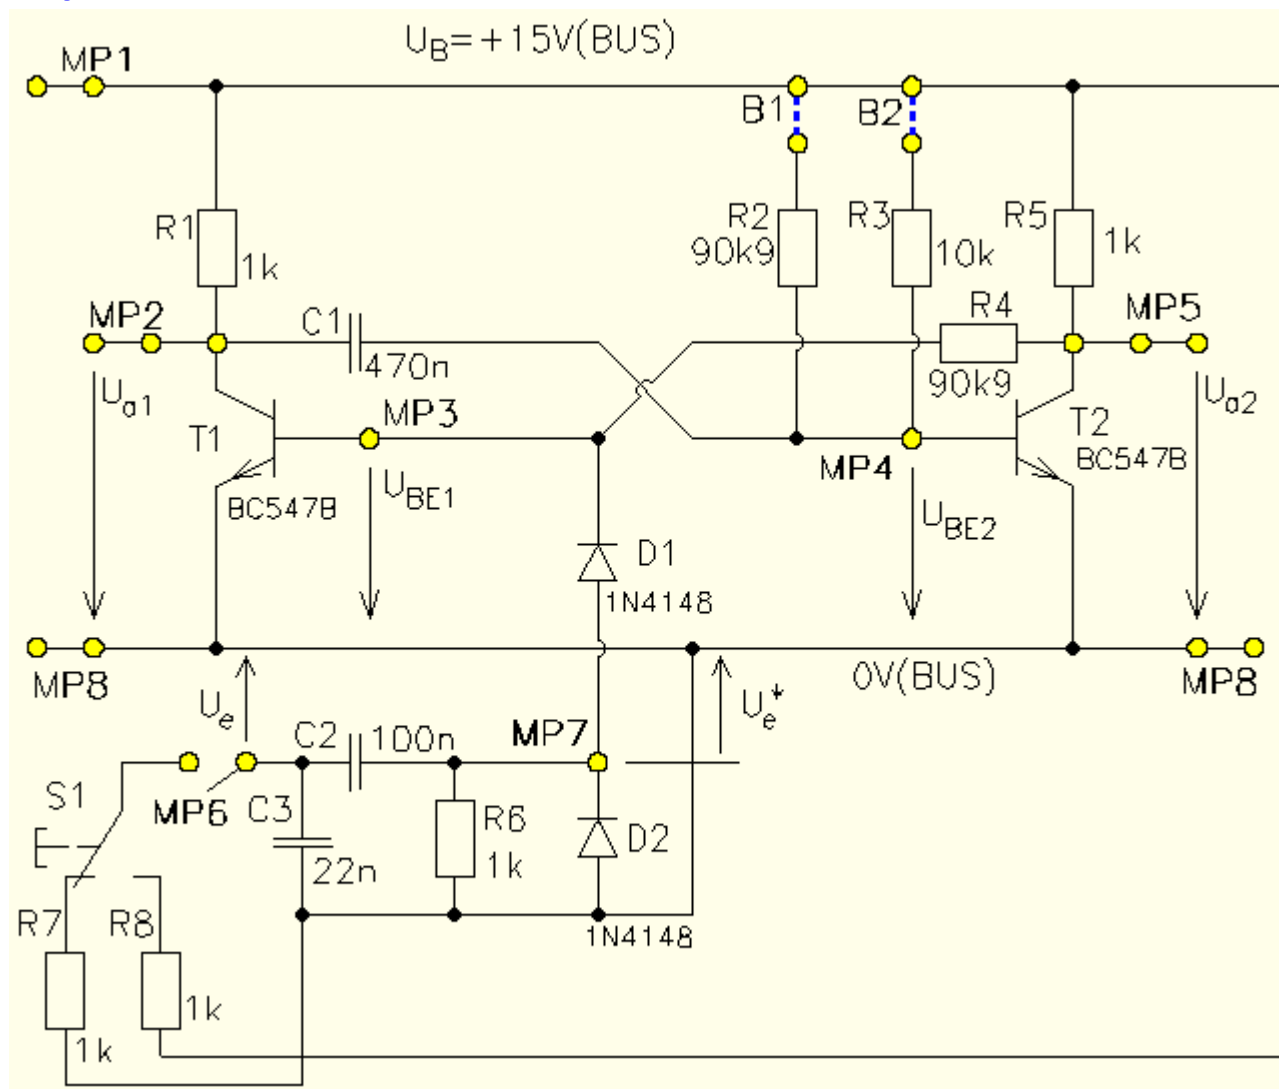 U_B=+15V(BUS)
MP1
B1
B2
R1
1k
R2
90k9
R3
10k
R5
1k
MP2
C1
470n
R4
90k9
MP5
U_a1
T1
BC547B
MP3
U_BE1
MP4
U_BE2
T2
BC547B
U_a2
D1
1N4148
MP8
0V(BUS)
MP8
U_e
U_e*
C2
100n
MP7
S1
MP6
C3
22n
R6
1k
D2
1N4148
R7
1k
R8
1k